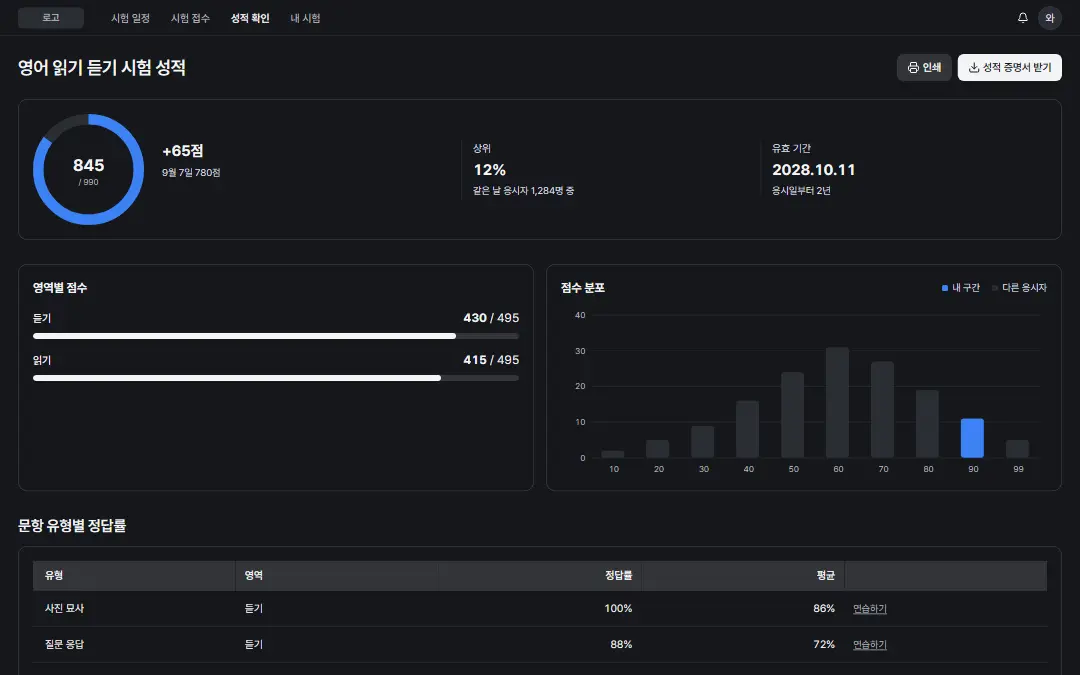 로고 시험 일정 시험 접수 성적 확인 내 시험 와
영어 읽기 듣기 시험 성적 인쇄 성적 증명서 받기
845
/ 990
+65점
9월 7일 780점
상위
12%
같은 날 응시자 1,284명 중
유효 기간
2028.10.11
응시일부터 2년
영역별 점수
듣기 430 / 495
읽기 415 / 495
점수 분포 내 구간 다른 응시자
40
30
20
10
0
10 20 30 40 50 60 70 80 90 99
문항 유형별 정답률
유형 영역 정답률 평균
사진 묘사 듣기 100% 86% 연습하기
질문 응답 듣기 88% 72% 연습하기